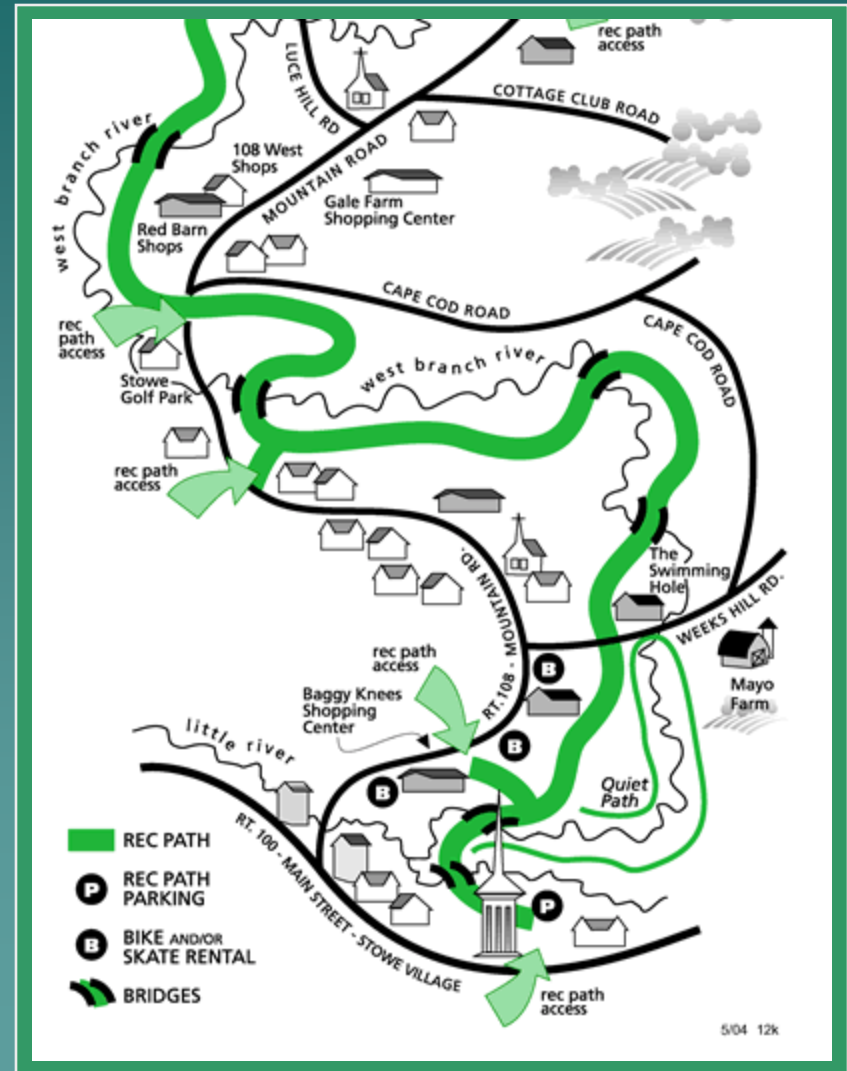 rec path
access
LUCE HILL RD
COTTAGE CLUB ROAD
west branch river
108 West
Shops
MOUNTAIN ROAD
Gale Farm
Shopping Center
Red Barn
Shops
CAPE COD ROAD
rec
path
access
CAPE COD ROAD
west branch river
Stowe
Golf Park
rec path
access
The
Swimming
Hole
WEEKS HILL RD.
RT. 108 - MOUNTAIN RD.
rec path
access
Mayo
Farm
Baggy Knees
Shopping
Center
B
B
little river
Quiet
Path
B
RT. 100 - MAIN STREET - STOWE VILLAGE
REC PATH
P REC PATH
PARKING
P
B BIKE AND/OR
SKATE RENTAL
BRIDGES
rec path
access
5/04 12k